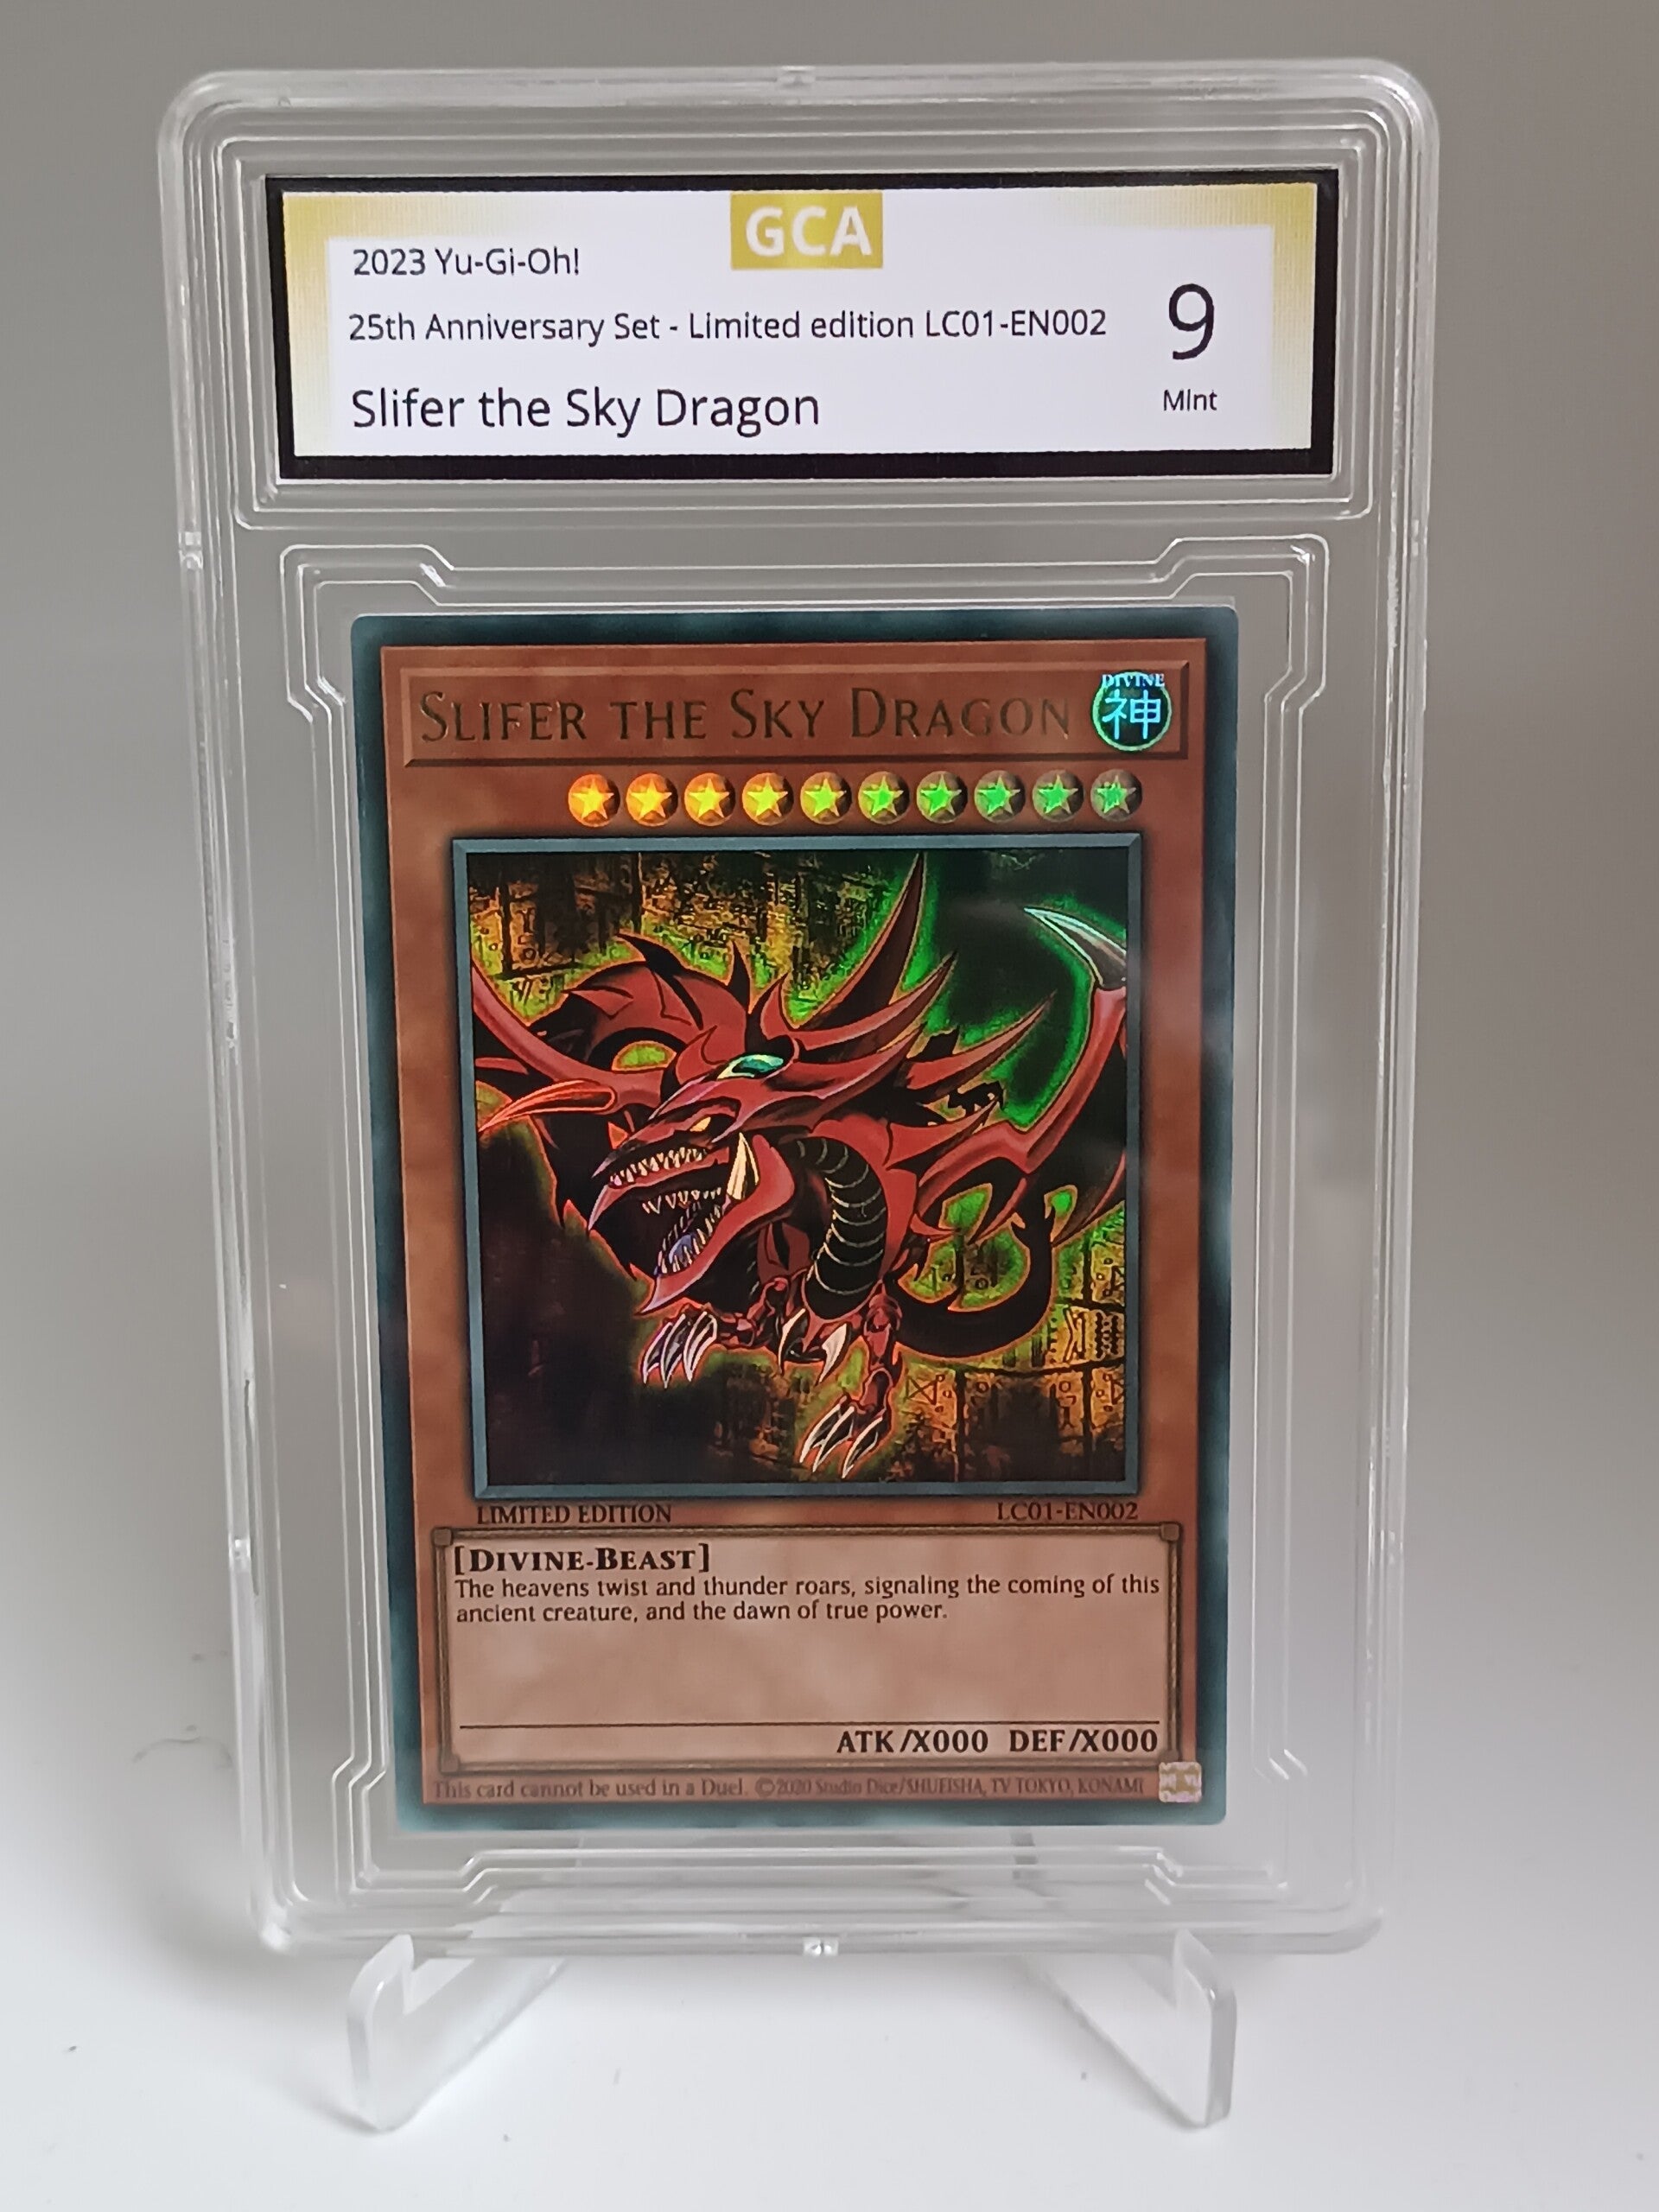 GCA
2023 Yu-Gi-Oh!
25th Anniversary Set - Limited edition LC01-EN002
9
Slifer the Sky Dragon
MInt
SLIFER THE SKY DRAGON
DIVINE
神
LIMITED EDITION LC01-EN002
[DIVINE-BEAST]
The heavens twist and thunder roars, signaling the coming of this
ancient creature, and the dawn of true power.
ATK/X000 DEF/X000
This card cannot be used in a Duel. ©2020 Studio Dice/SHUEISHA, TV TOKYO, KONAMI